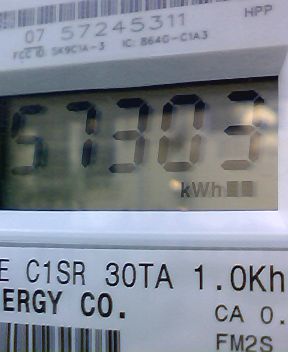 HPP
07 57245311
FCC ID SK9C1A-3 IC: 864G-C1A3
57303
kWh
E C1SR 30TA 1.0Kh
ERGY CO.
CA 0.
FM2S